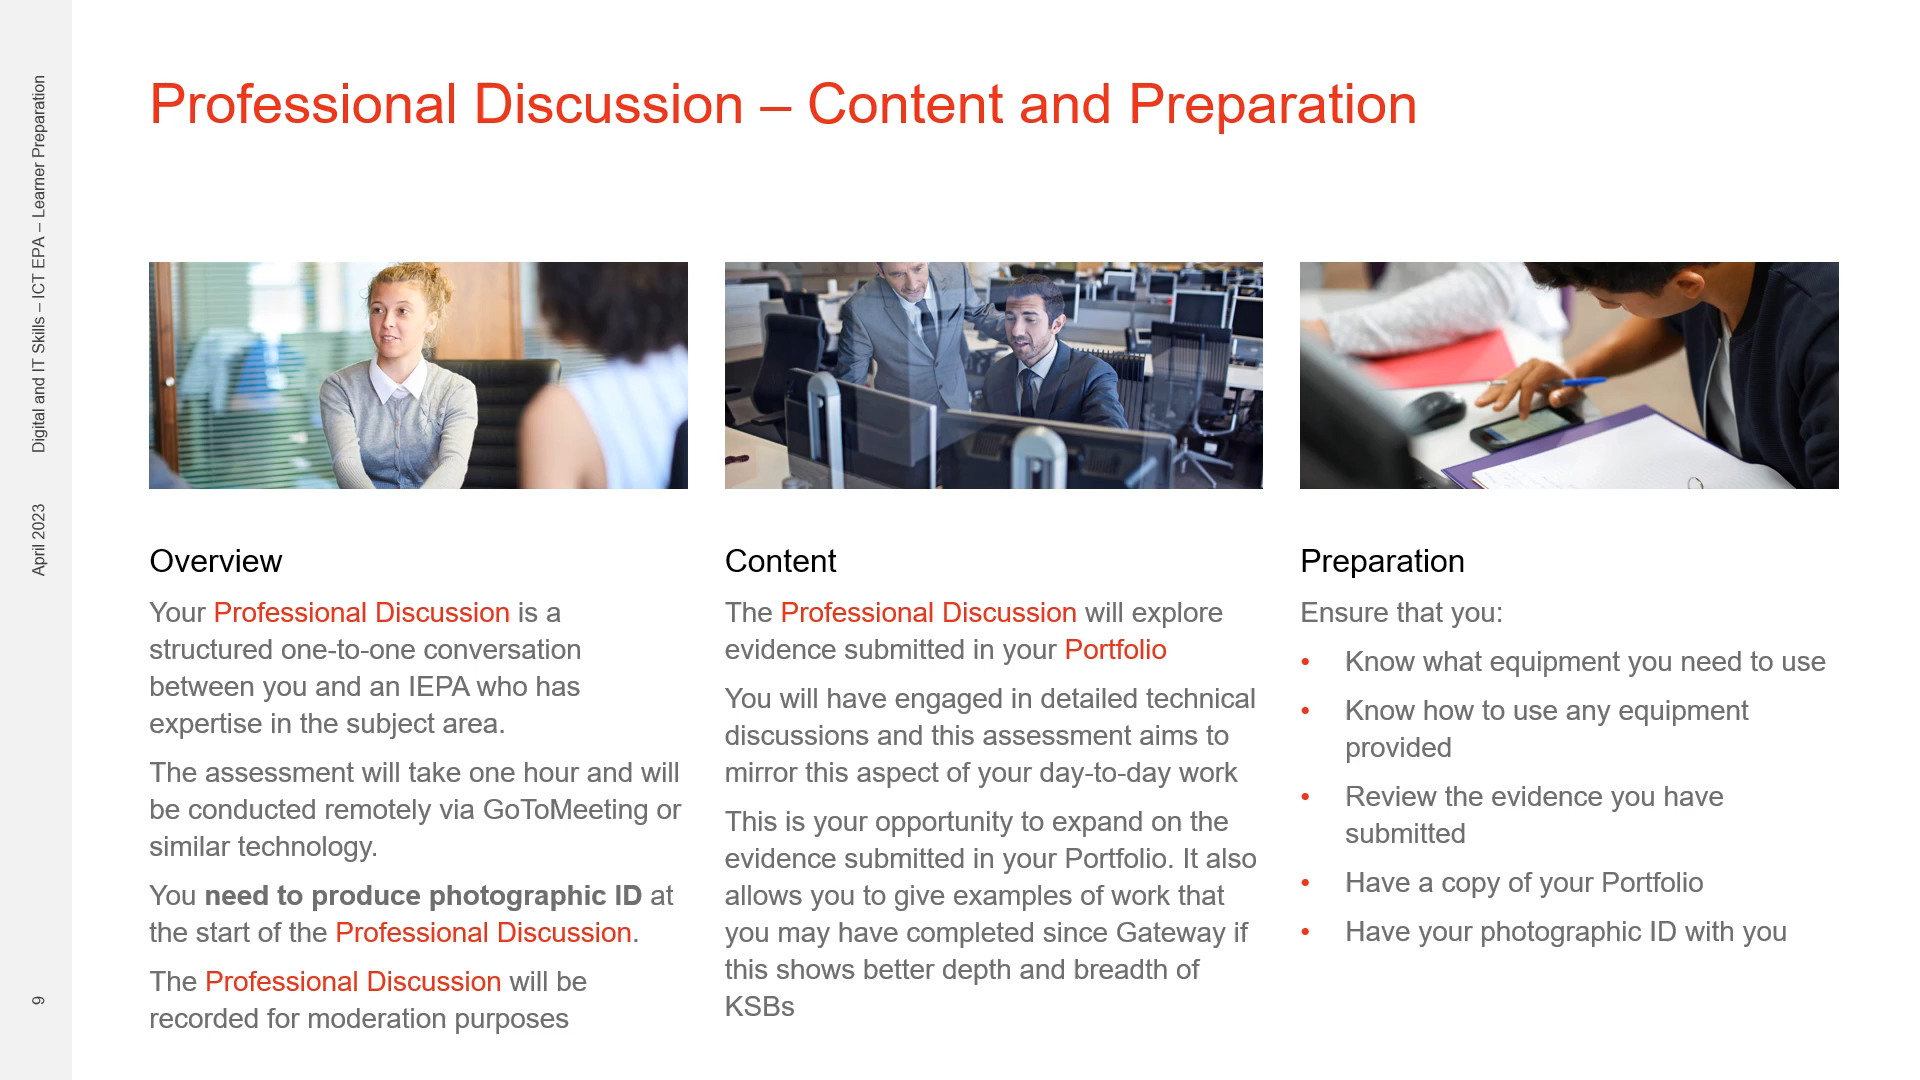 Professional Discussion – Content and Preparation
Overview
Your Professional Discussion is a
structured one-to-one conversation
between you and an IEPA who has
expertise in the subject area.
The assessment will take one hour and will
be conducted remotely via GoToMeeting or
similar technology.
You need to produce photographic ID at
the start of the Professional Discussion.
The Professional Discussion will be
recorded for moderation purposes
Content
The Professional Discussion will explore
evidence submitted in your Portfolio
You will have engaged in detailed technical
discussions and this assessment aims to
mirror this aspect of your day-to-day work
This is your opportunity to expand on the
evidence submitted in your Portfolio. It also
allows you to give examples of work that
you may have completed since Gateway if
this shows better depth and breadth of
KSBs
Preparation
Ensure that you:
• Know what equipment you need to use
• Know how to use any equipment
provided
• Review the evidence you have
submitted
• Have a copy of your Portfolio
• Have your photographic ID with you
Digital and IT Skills – ICT EPA – Learner Preparation
April 2023
9